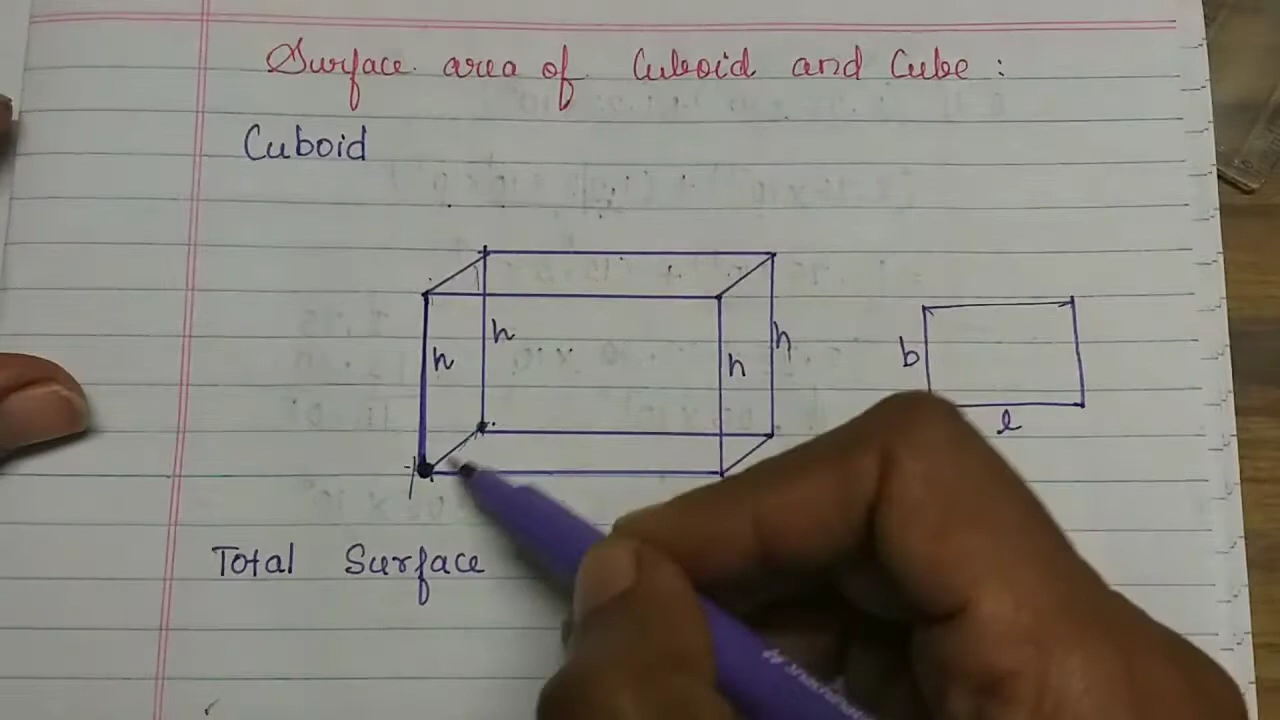 Surface area of Cuboid and Cube :
Cuboid
h h h h
b
l
Total Surface